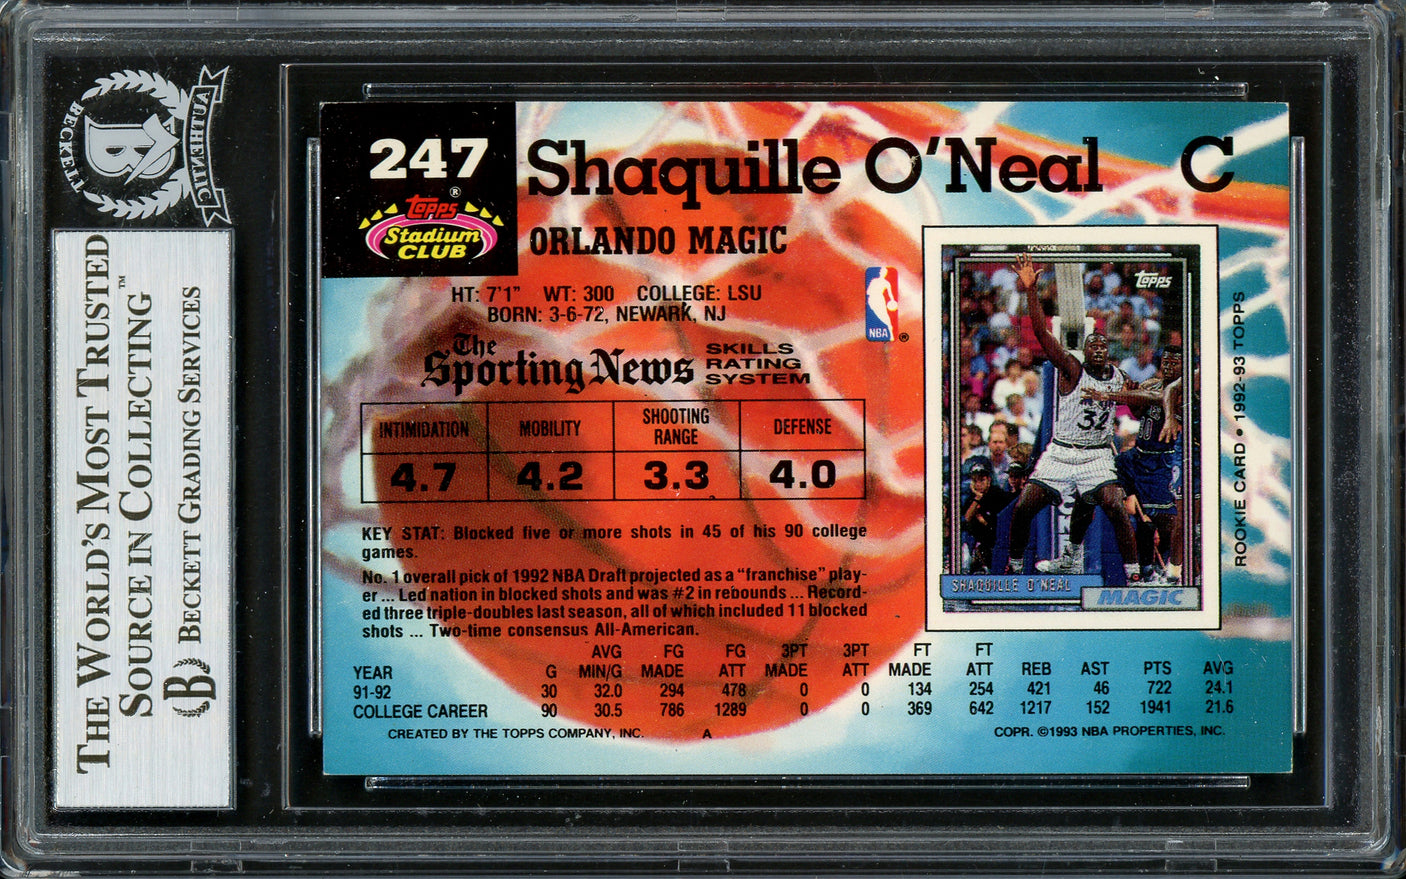 BECKETT
AUTHENTIC
B
THE WORLD'S MOST TRUSTED
SOURCE IN COLLECTING™
B BECKETT GRADING SERVICES
247
Topps®
Stadium
CLUB
Shaquille O'Neal C
ORLANDO MAGIC
HT: 7'1" WT: 300 COLLEGE: LSU
BORN: 3-6-72, NEWARK, NJ
NBA ®
The
Sporting News
SKILLS
RATING
SYSTEM
INTIMIDATION MOBILITY SHOOTING RANGE DEFENSE
4.7 4.2 3.3 4.0
KEY STAT: Blocked five or more shots in 45 of his 90 college
games.
No. 1 overall pick of 1992 NBA Draft projected as a "franchise" play-
er ... Led nation in blocked shots and was #2 in rebounds ... Record-
ed three triple-doubles last season, all of which included 11 blocked
shots ... Two-time consensus All-American.
Topps
32
SHAQUILLE O'NEAL
MAGIC
ROOKIE CARD • 1992-93 TOPPS
AVG FG FG 3PT 3PT FT FT
YEAR G MIN/G MADE ATT MADE ATT MADE ATT REB AST PTS AVG
91-92 30 32.0 294 478 0 0 134 254 421 46 722 24.1
COLLEGE CAREER 90 30.5 786 1289 0 0 369 642 1217 152 1941 21.6
CREATED BY THE TOPPS COMPANY, INC. A COPR. ©1993 NBA PROPERTIES, INC.